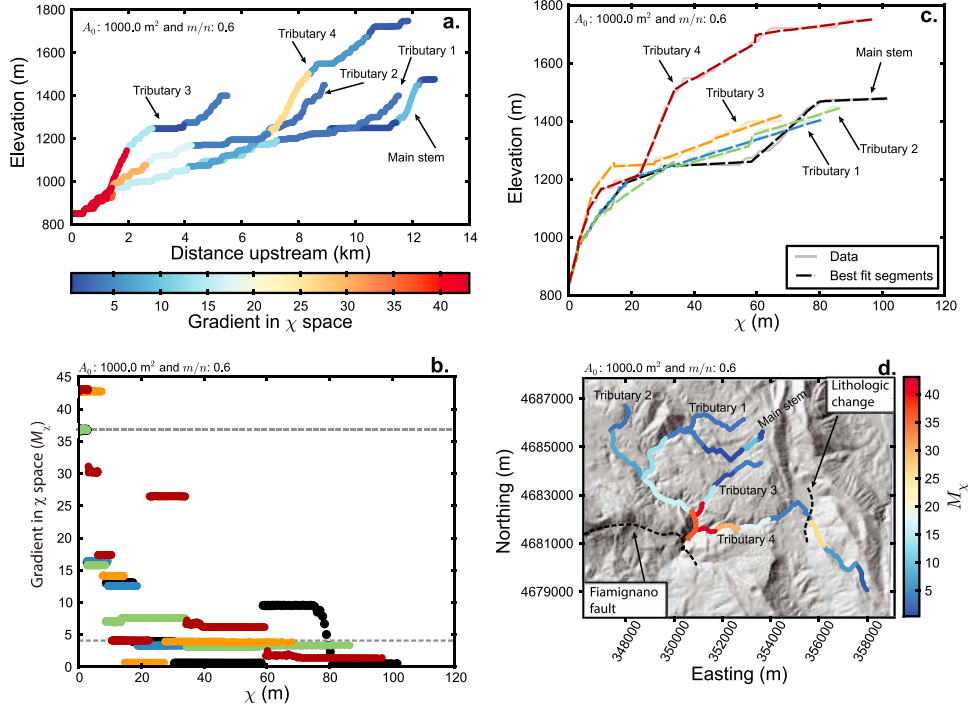 A₀: 1000.0 m² and m/n: 0.6
a.
Elevation (m)
1800
1600
1400
1200
1000
800
Tributary 4
Tributary 1
Tributary 2
Tributary 3
Main stem
0 2 4 6 8 10 12 14
Distance upstream (km)
5 10 15 20 25 30 35 40
Gradient in χ space
A₀: 1000.0 m² and m/n: 0.6
b.
Gradient in χ space (Mχ)
45
40
35
30
25
20
15
10
5
0
0 20 40 60 80 100 120
χ (m)
A₀: 1000.0 m² and m/n: 0.6
c.
Elevation (m)
1800
1600
1400
1200
1000
800
Tributary 4
Main stem
Tributary 3
Tributary 2
Tributary 1
Data
Best fit segments
0 20 40 60 80 100 120
χ (m)
A₀: 1000.0 m² and m/n: 0.6
d.
Lithologic
change
Northing (m)
4687000
4685000
4683000
4681000
4679000
Tributary 2
Tributary 1
Main stem
Tributary 3
Tributary 4
Fiamignano
fault
348000 350000 352000 354000 356000 358000
Easting (m)
40
35
30
25
20
15
10
5
Mχ